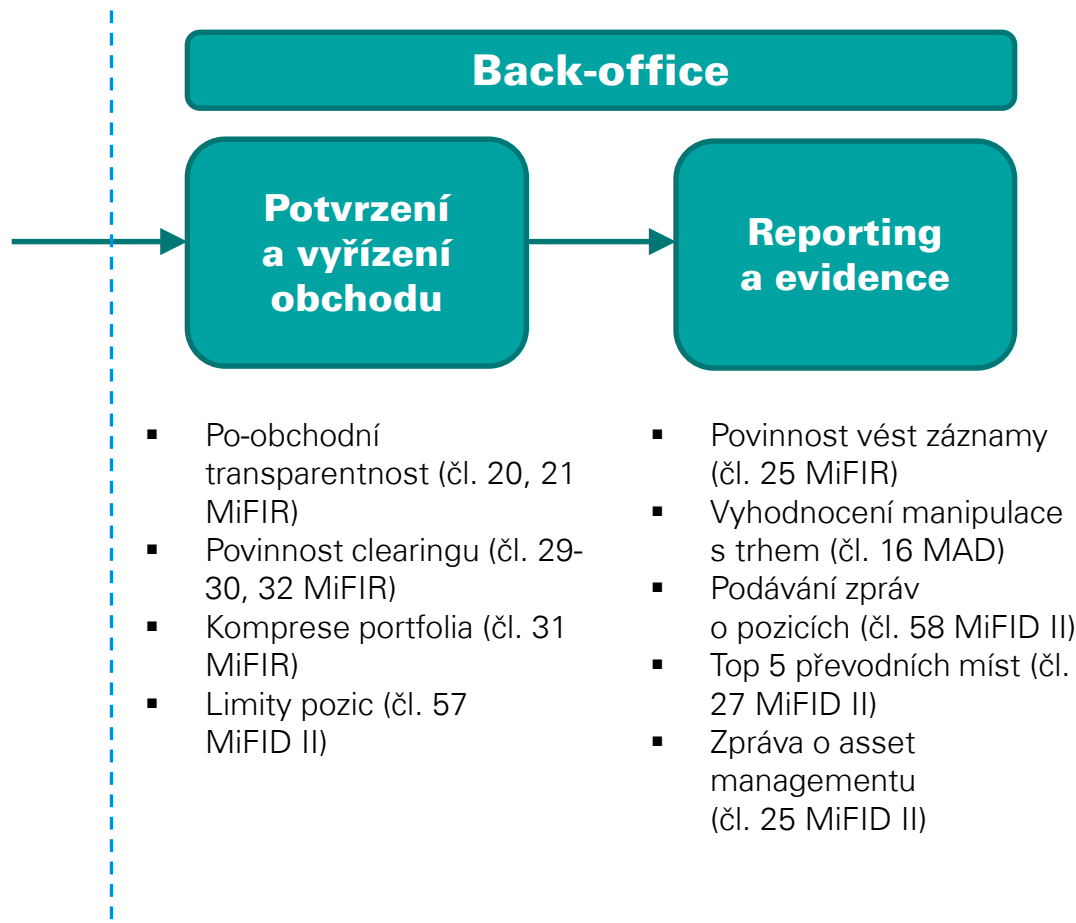 Back-office
Potvrzení
a vyřízení
obchodu
Reporting
a evidence
▪ Po-obchodní
transparentnost (čl. 20, 21
MiFIR)
▪ Povinnost clearingu (čl. 29-
30, 32 MiFIR)
▪ Komprese portfolia (čl. 31
MiFIR)
▪ Limity pozic (čl. 57
MiFID II)
▪ Povinnost vést záznamy
(čl. 25 MiFIR)
▪ Vyhodnocení manipulace
s trhem (čl. 16 MAD)
▪ Podávání zpráv
o pozicích (čl. 58 MiFID II)
▪ Top 5 převodních míst (čl.
27 MiFID II)
▪ Zpráva o asset
managementu
(čl. 25 MiFID II)